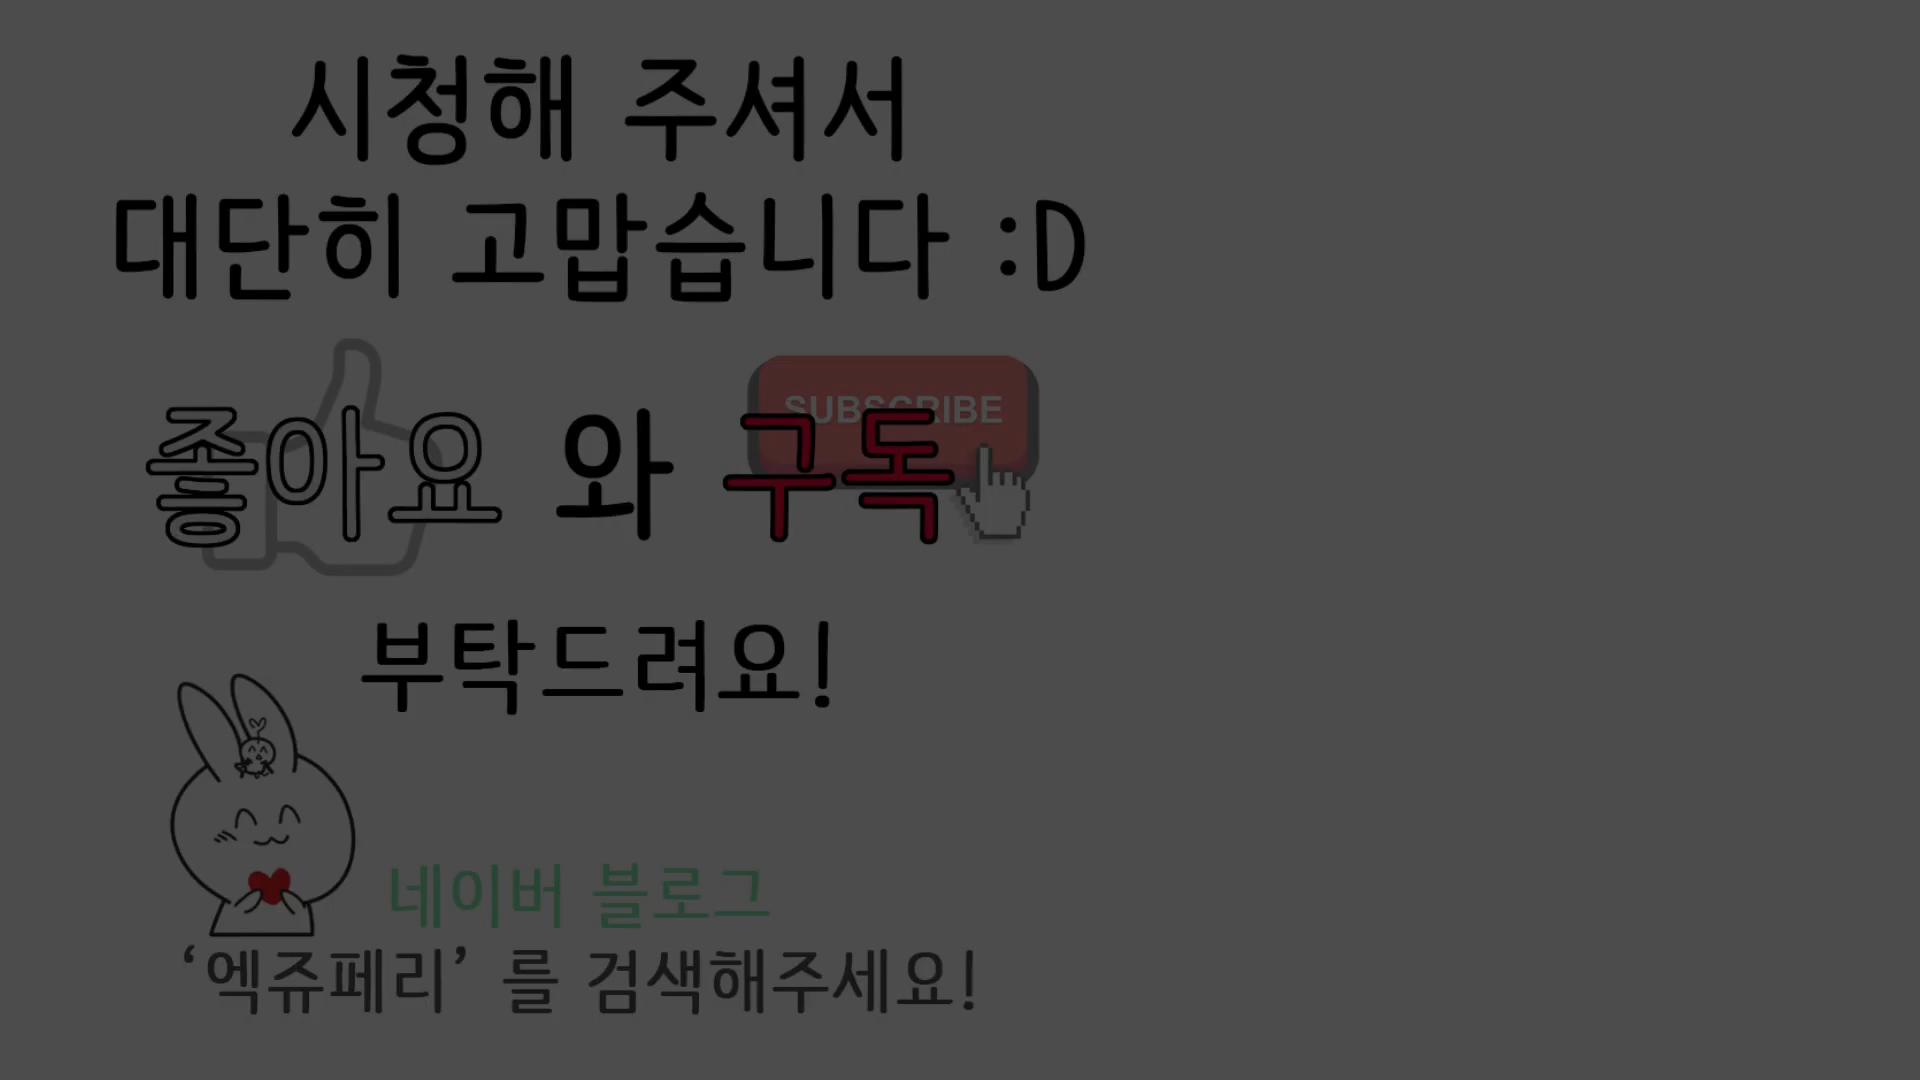 시청해 주셔서
대단히 고맙습니다 :D
SUBSCRIBE
좋아요 와 구독
부탁드려요!
네이버 블로그
‘엑쥬페리’ 를 검색해주세요!